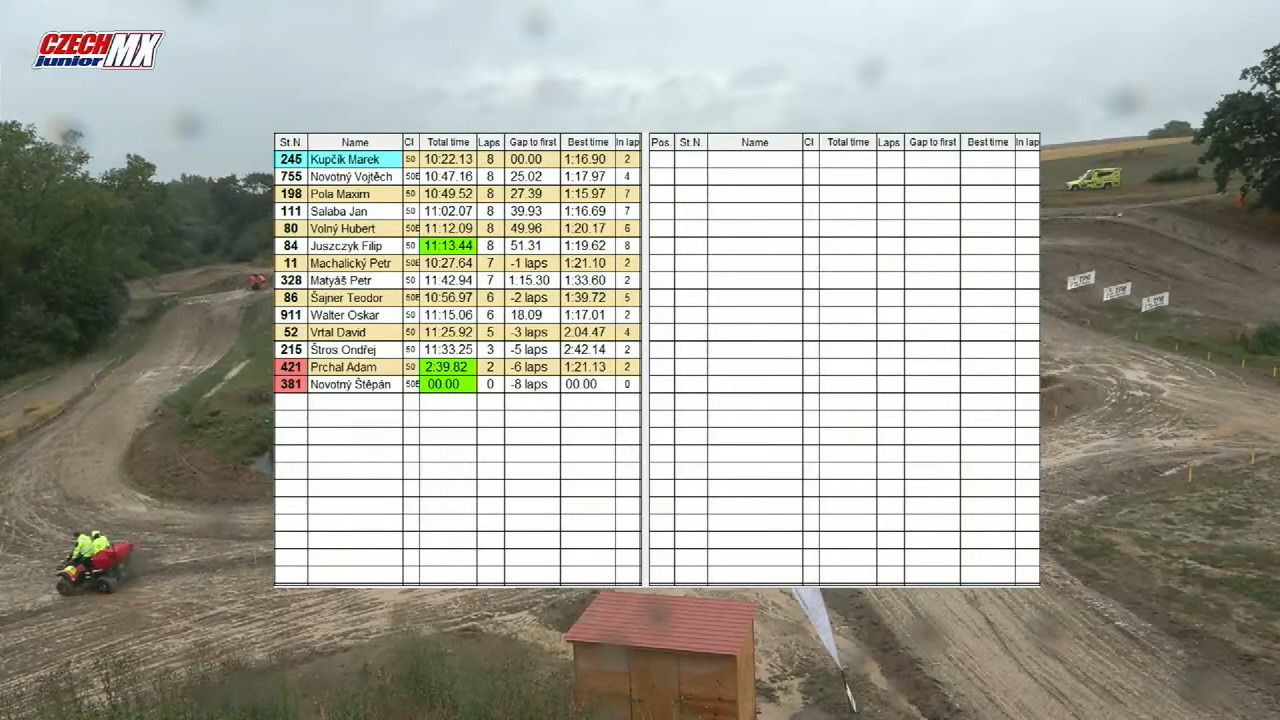 CZECH MX
junior
St.N. Name Cl Total time Laps Gap to first Best time In lap
245 Kupčík Marek 50 10:22.13 8 00.00 1:16.90 2
755 Novotný Vojtěch 50E 10:47.16 8 25.02 1:17.97 4
198 Pola Maxim 50 10:49.52 8 27.39 1:15.97 7
111 Salaba Jan 50 11:02.07 8 39.93 1:16.69 7
80 Volný Hubert 50E 11:12.09 8 49.96 1:20.17 6
84 Juszczyk Filip 50 11:13.44 8 51.31 1:19.62 8
11 Machalický Petr 50E 10:27.64 7 -1 laps 1:21.10 2
328 Matyáš Petr 50 11:42.94 7 1:15.30 1:33.60 2
86 Šajner Teodor 50E 10:56.97 6 -2 laps 1:39.72 5
911 Walter Oskar 50 11:15.06 6 18.09 1:17.01 2
52 Vrtal David 50 11:25.92 5 -3 laps 2:04.47 4
215 Štros Ondřej 50 11:33.25 3 -5 laps 2:42.14 2
421 Prchal Adam 50 2:39.82 2 -6 laps 1:21.13 2
381 Novotný Štěpán 50E 00.00 0 -8 laps 00.00 0
Pos. St.N. Name Cl Total time Laps Gap to first Best time In lap